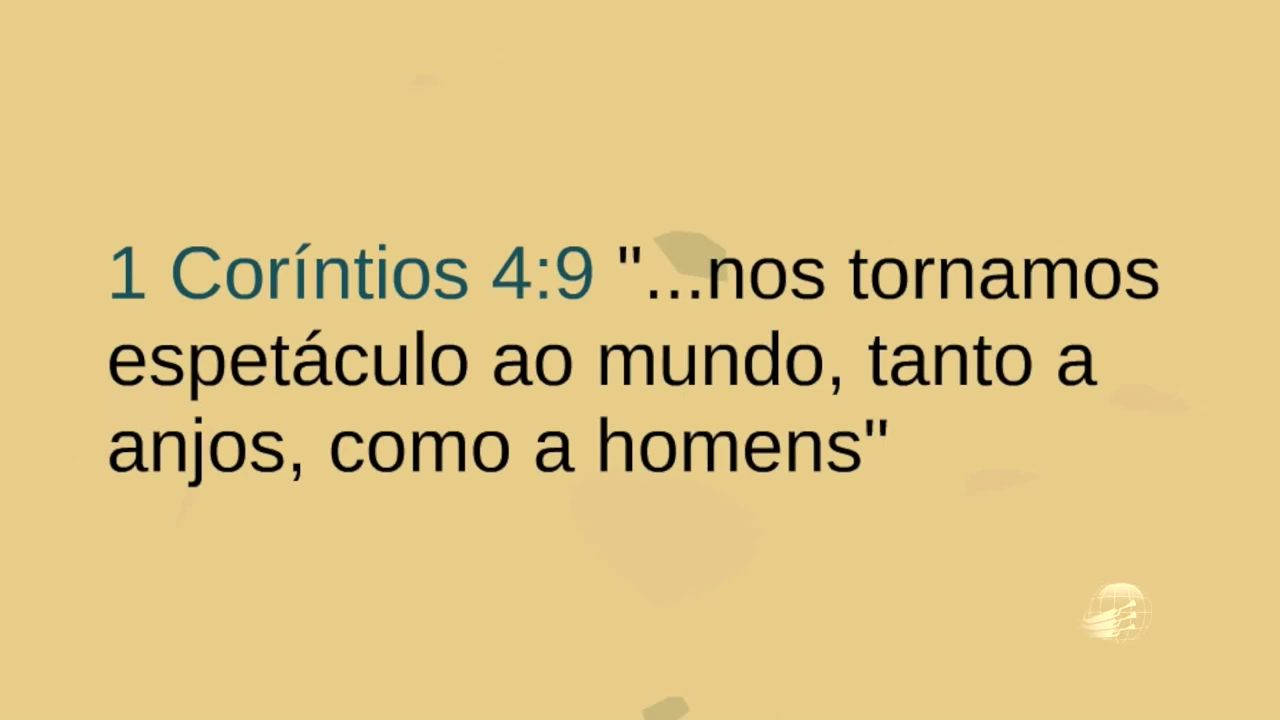 1 Coríntios 4:9 "...nos tornamos
espetáculo ao mundo, tanto a
anjos, como a homens"